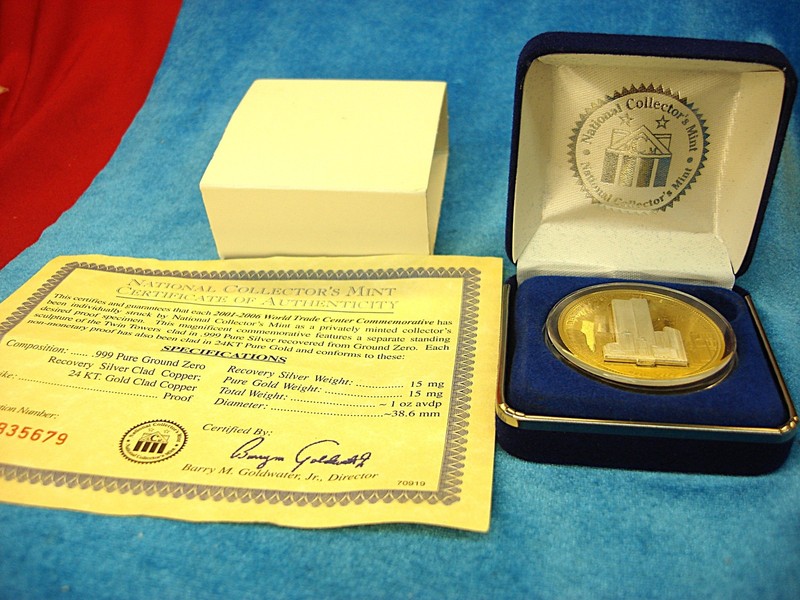 NATIONAL COLLECTOR'S MINT
CERTIFICATE OF AUTHENTICITY
This certifies and guarantees that each 2001-2006 World Trade Center Commemorative has
been individually struck by National Collector's Mint as a privately minted collector's
desired proof specimen. This magnificent commemorative features a separate standing
sculpture of the Twin Towers clad in .999 Pure Silver recovered from Ground Zero. Each
non-monetary proof has also been clad in 24KT Pure Gold and conforms to these:
SPECIFICATIONS
Composition: ...... .999 Pure Ground Zero
Recovery Silver Clad Copper;
24 KT. Gold Clad Copper
ike: .................................... Proof
Recovery Silver Weight: ............. 15 mg
Pure Gold Weight: ..................... 15 mg
Total Weight: ........................ ~ 1 oz avdp
Diameter: ............................... ~38.6 mm
tion Number:
335679
Certified By:
Barry M. Goldwater, Jr., Director
70919
National Collector's Mint
National Collector's Mint